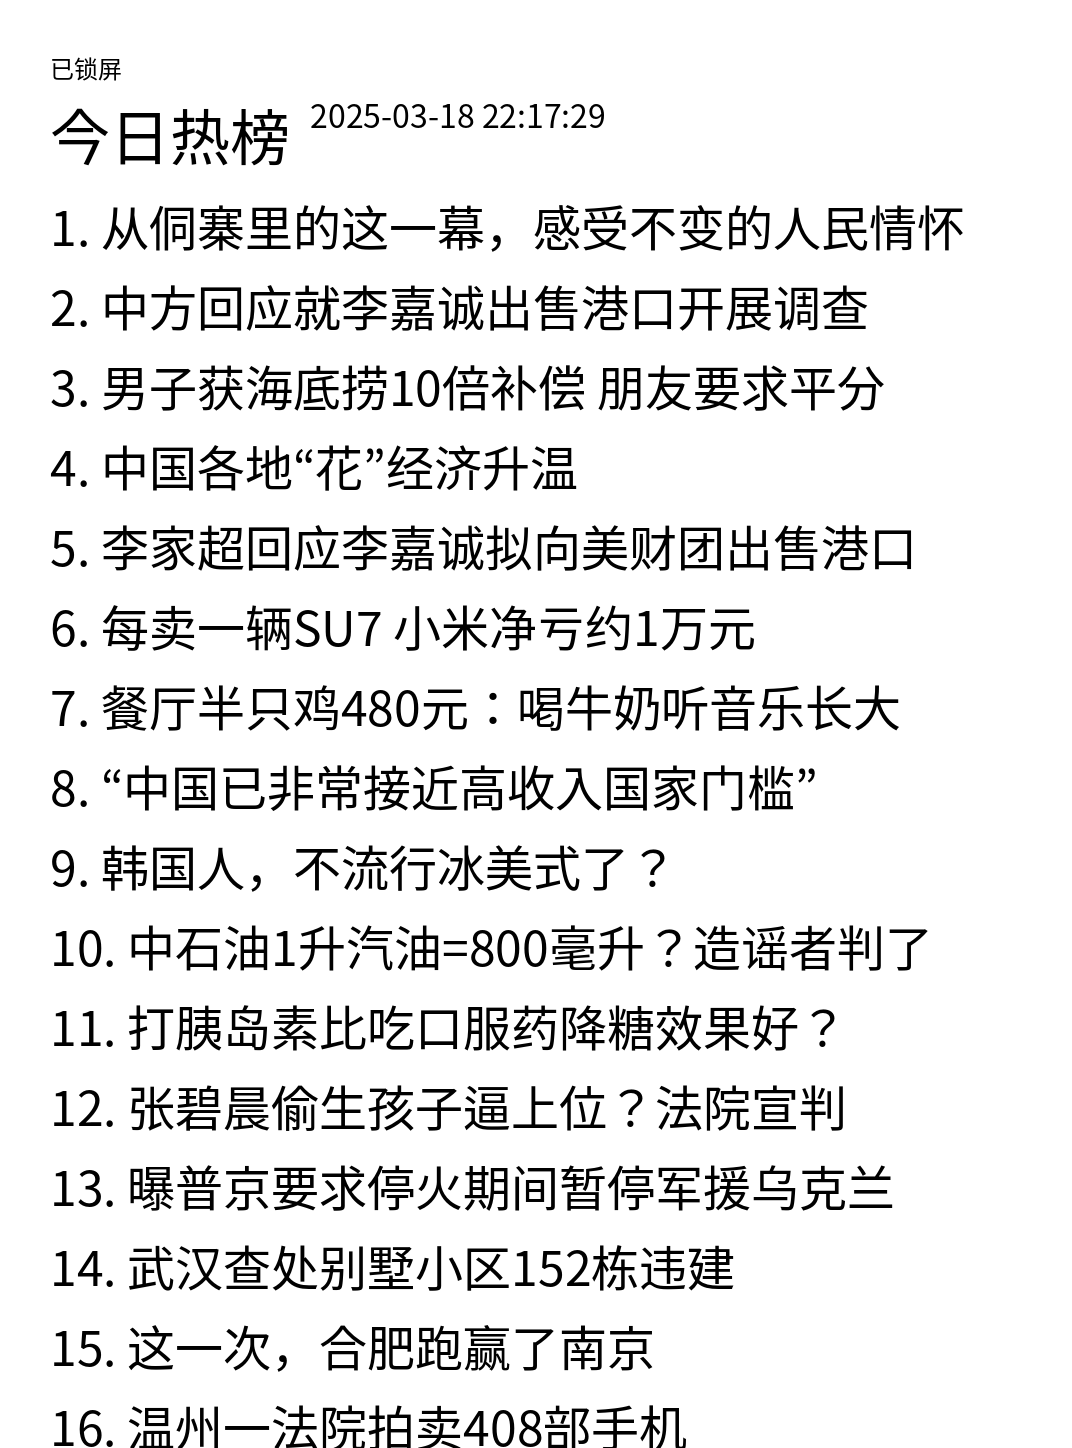 已锁屏
今日热榜 2025-03-18 22:17:29
1. 从侗寨里的这一幕，感受不变的人民情怀
2. 中方回应就李嘉诚出售港口开展调查
3. 男子获海底捞10倍补偿 朋友要求平分
4. 中国各地“花”经济升温
5. 李家超回应李嘉诚拟向美财团出售港口
6. 每卖一辆SU7 小米净亏约1万元
7. 餐厅半只鸡480元：喝牛奶听音乐长大
8. “中国已非常接近高收入国家门槛”
9. 韩国人，不流行冰美式了？
10. 中石油1升汽油=800毫升？造谣者判了
11. 打胰岛素比吃口服药降糖效果好？
12. 张碧晨偷生孩子逼上位？法院宣判
13. 曝普京要求停火期间暂停军援乌克兰
14. 武汉查处别墅小区152栋违建
15. 这一次，合肥跑赢了南京
16. 温州一法院拍卖408部手机